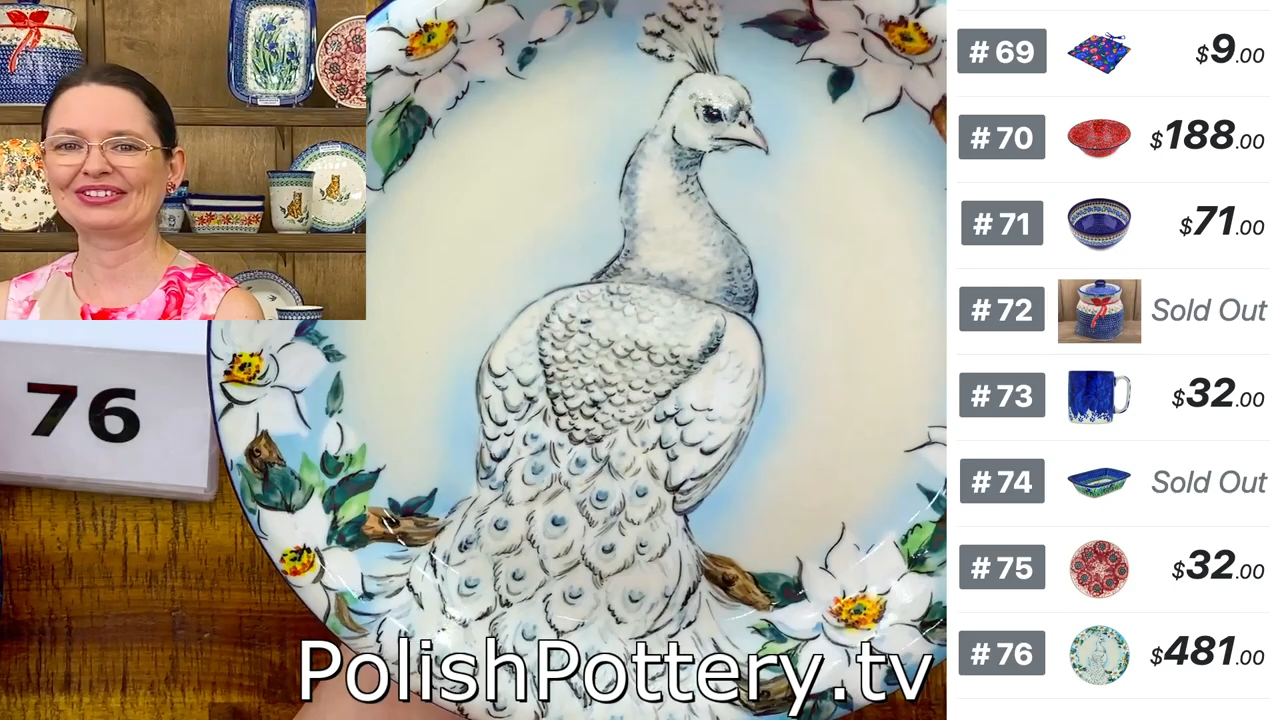 76
PolishPottery.tv
# 69 $9.00
# 70 $188.00
# 71 $71.00
# 72 Sold Out
# 73 $32.00
# 74 Sold Out
# 75 $32.00
# 76 $481.00